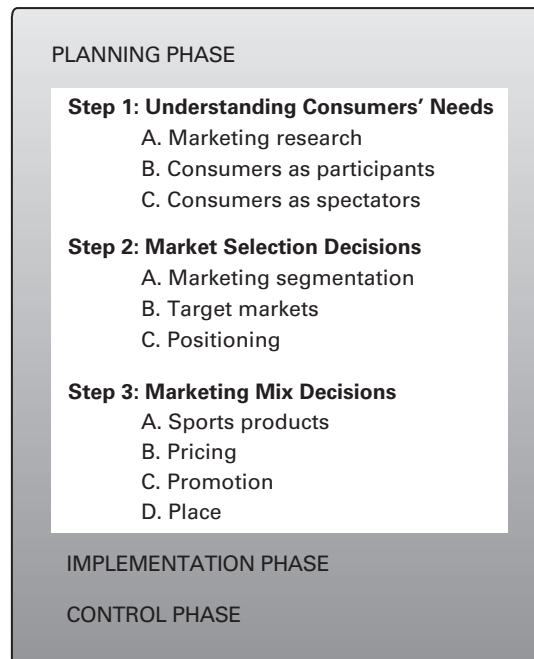 PLANNING PHASE
Step 1: Understanding Consumers’ Needs
A. Marketing research
B. Consumers as participants
C. Consumers as spectators
Step 2: Market Selection Decisions
A. Marketing segmentation
B. Target markets
C. Positioning
Step 3: Marketing Mix Decisions
A. Sports products
B. Pricing
C. Promotion
D. Place
IMPLEMENTATION PHASE
CONTROL PHASE